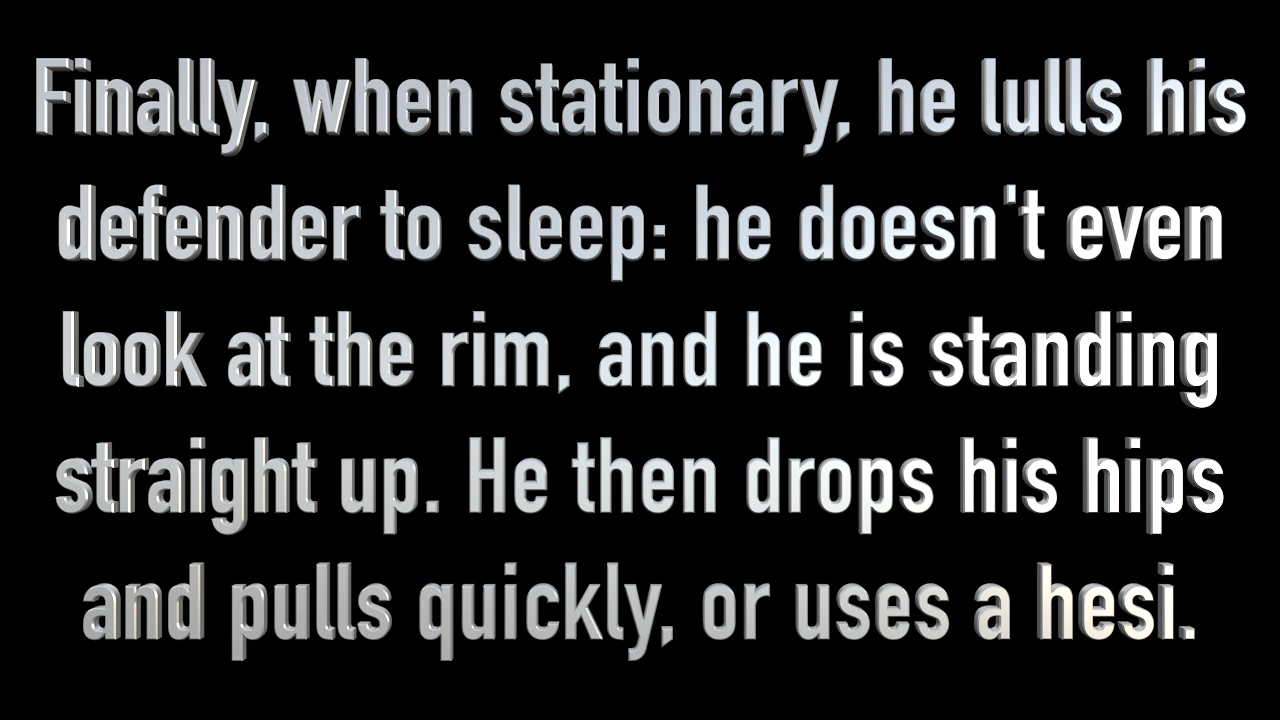 Finally, when stationary, he lulls his
defender to sleep: he doesn't even
look at the rim, and he is standing
straight up. He then drops his hips
and pulls quickly, or uses a hesi.